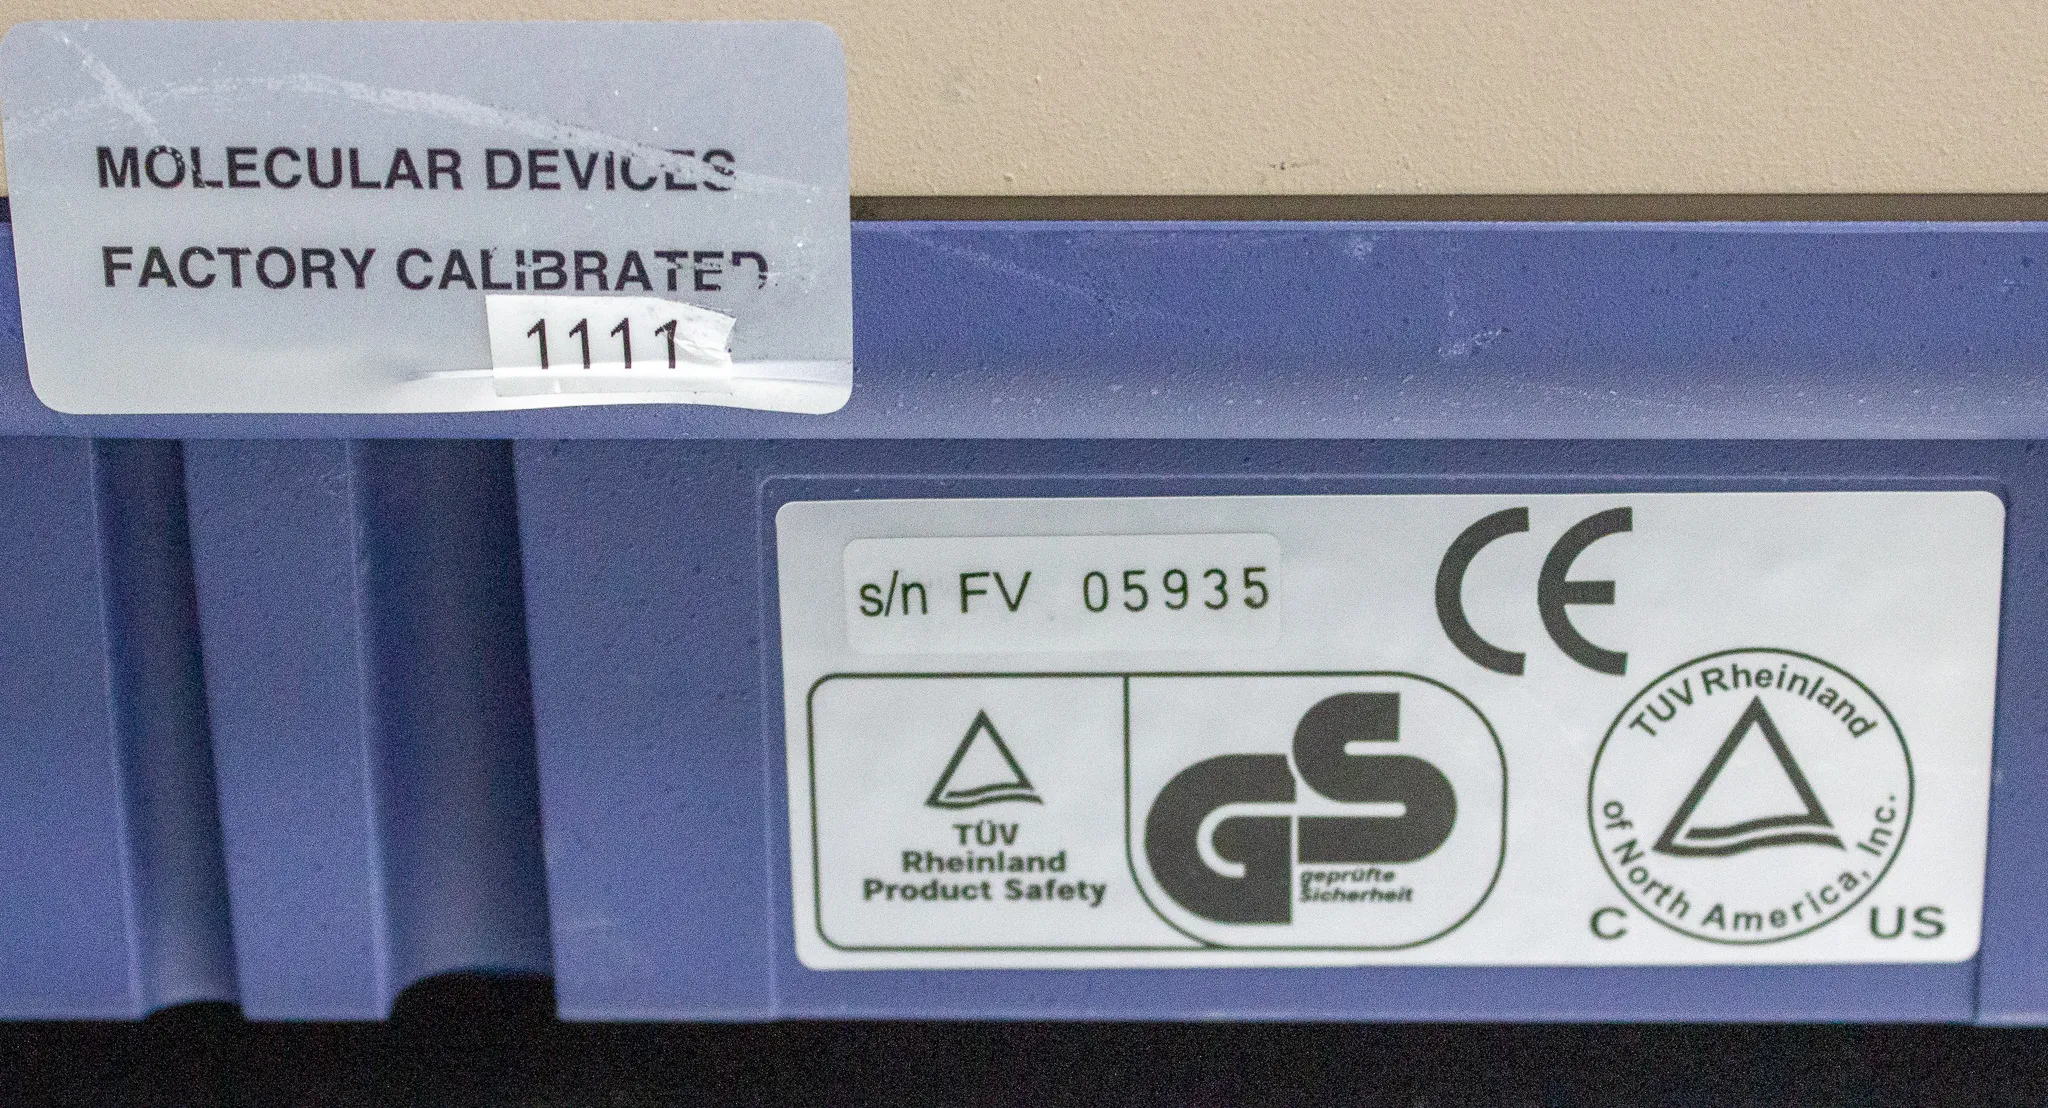 MOLECULAR DEVICES
FACTORY CALIBRATED
1111
s/n FV 05935
CE
TÜV
Rheinland
Product Safety
GS
geprüfte
Sicherheit
TUV Rheinland
of North America, Inc.
C US